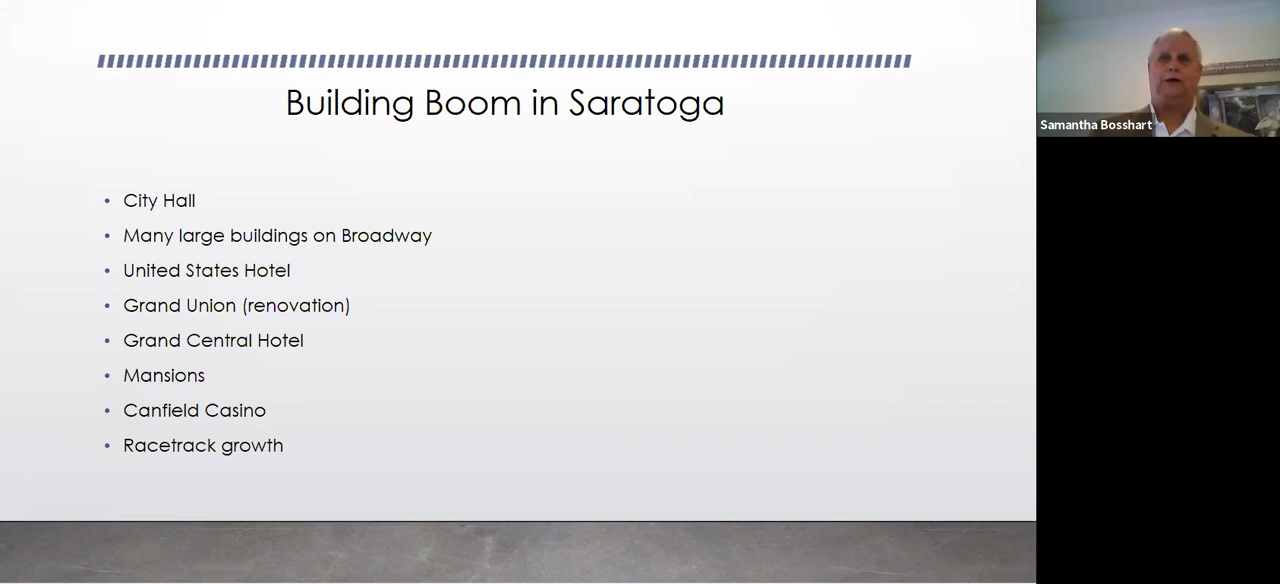 Building Boom in Saratoga
Samantha Bosshart
• City Hall
• Many large buildings on Broadway
• United States Hotel
• Grand Union (renovation)
• Grand Central Hotel
• Mansions
• Canfield Casino
• Racetrack growth